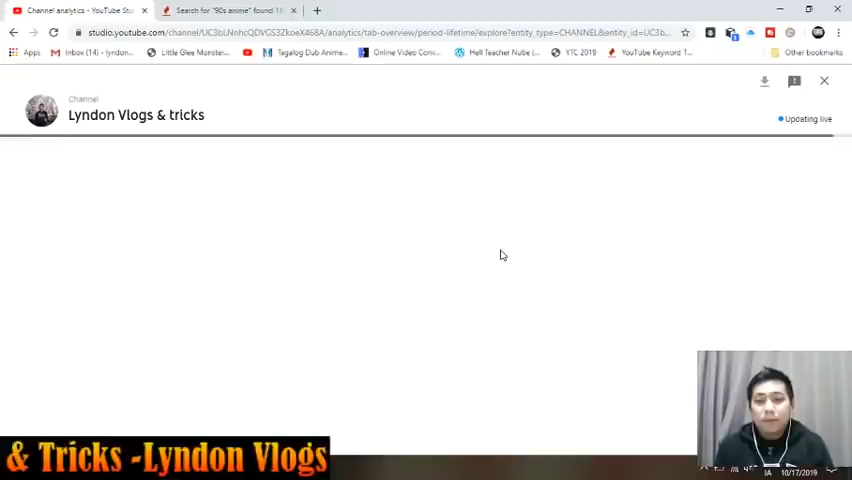 Channel analytics - YouTube Stu
Search for "90s anime" found
studio.youtube.com/channel/UC3bLNnhcQDVGS3ZkoeX468A/analytics/tab-overview/period-lifetime/explore?entity_type=CHANNEL&entity_id=UC3b...
Apps
Inbox (14) - lyndon...
Little Glee Monster...
Tagalog Dub Anime...
Online Video Conv...
Hell Teacher Nube (...
YTC 2019
YouTube Keyword T...
Other bookmarks
Channel
Lyndon Vlogs & tricks
Updating live
& Tricks -Lyndon Vlogs
IA
10/17/2019